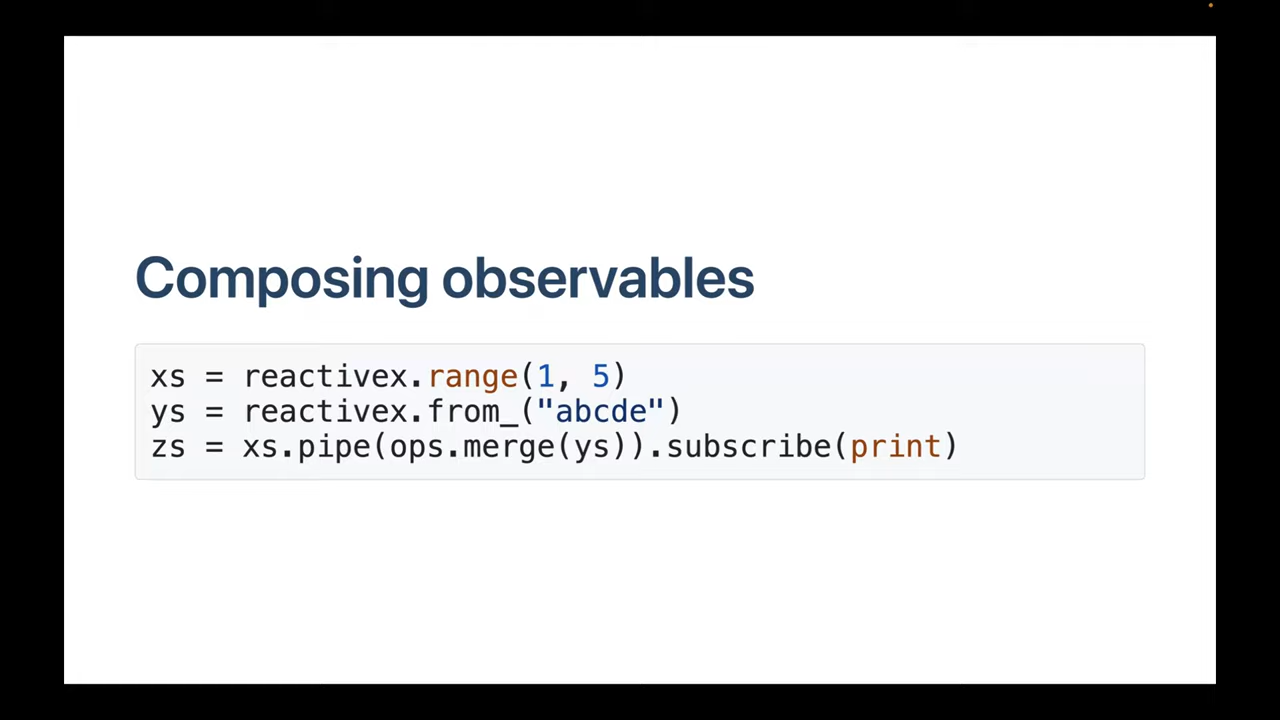 Composing observables
xs = reactivex.range(1, 5)
ys = reactivex.from_("abcde")
zs = xs.pipe(ops.merge(ys)).subscribe(print)